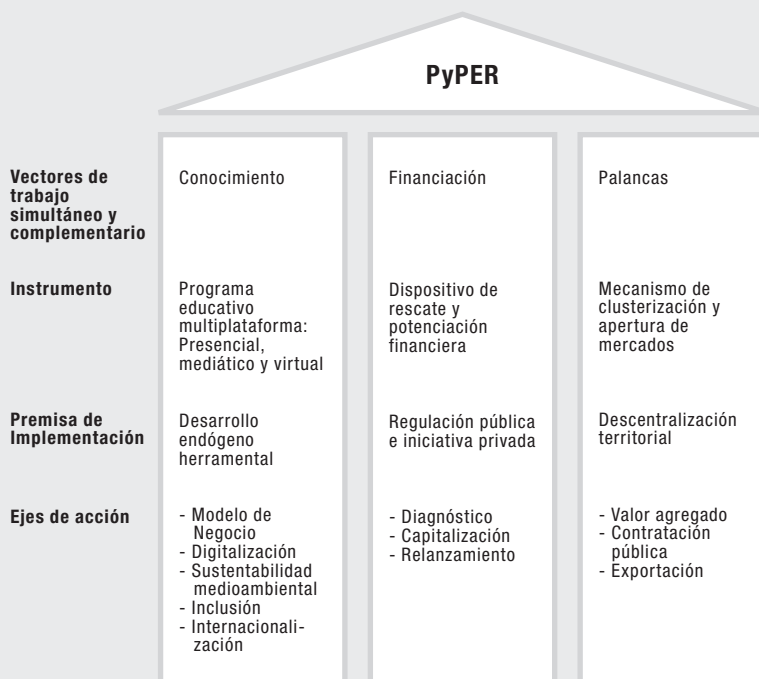 PyPER
Vectores de
trabajo
simultáneo y
complementario
Conocimiento
Financiación
Palancas
Instrumento
Programa
educativo
multiplataforma:
Presencial,
mediático y virtual
Dispositivo de
rescate y
potenciación
financiera
Mecanismo de
clusterización y
apertura de
mercados
Premisa de
Implementación
Desarrollo
endógeno
herramental
Regulación pública
e iniciativa privada
Descentralización
territorial
Ejes de acción
- Modelo de
Negocio
- Digitalización
- Sustentabilidad
medioambiental
- Inclusión
- Internacionali-
zación
- Diagnóstico
- Capitalización
- Relanzamiento
- Valor agregado
- Contratación
pública
- Exportación